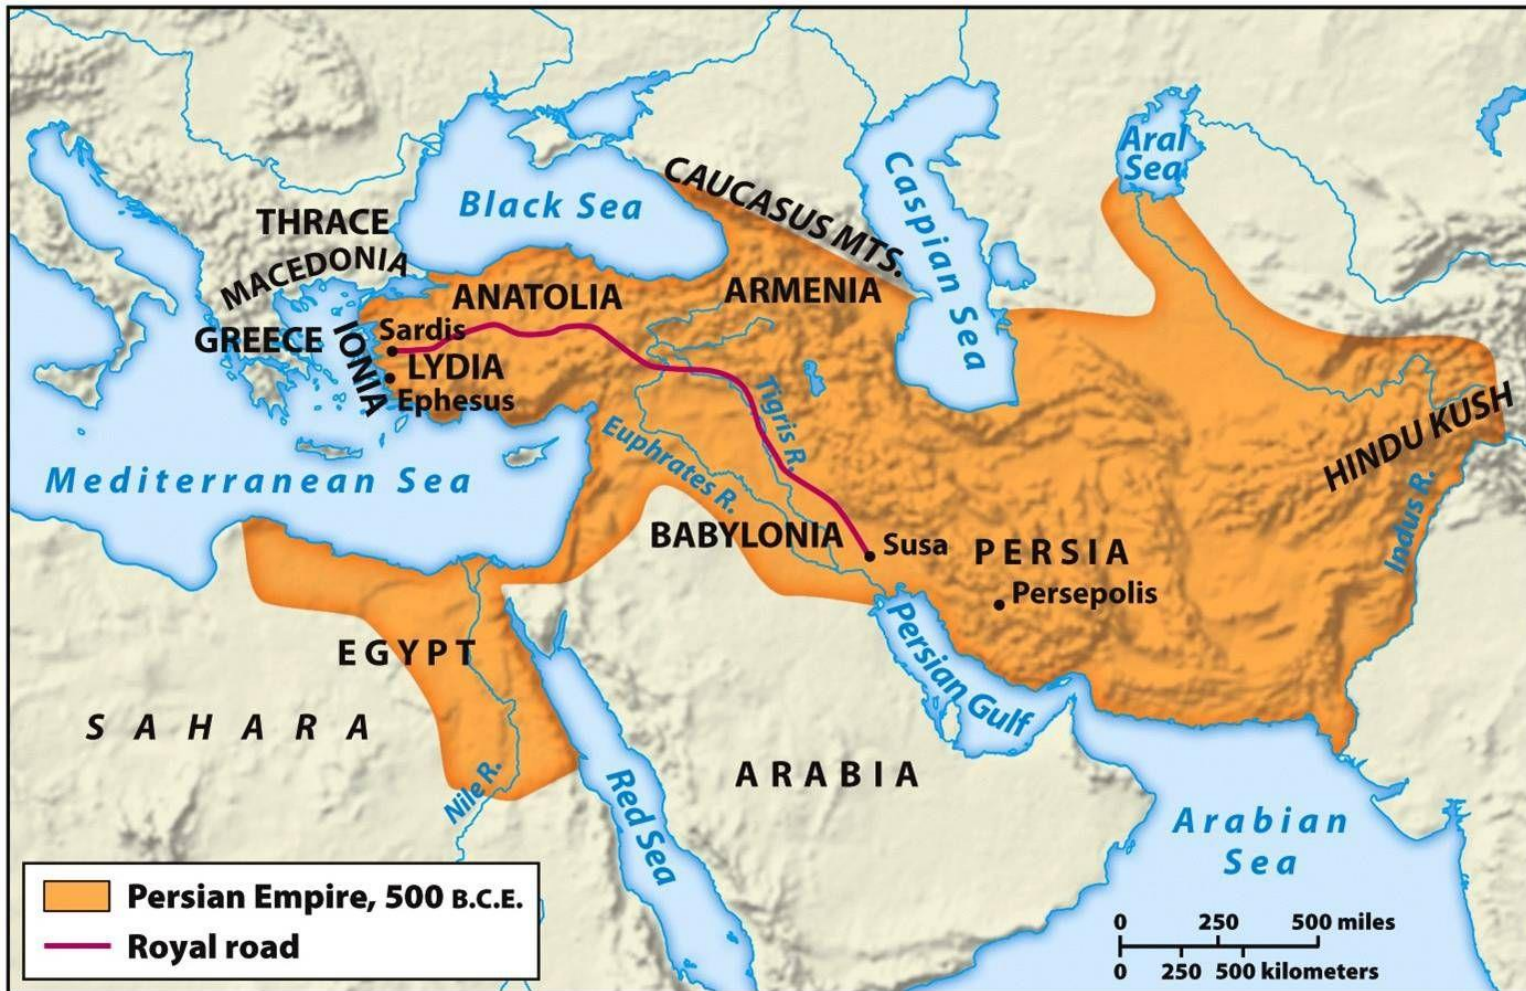 Aral
Sea
CAUCASUS MTS.
Caspian Sea
Black Sea
THRACE
MACEDONIA
ANATOLIA
ARMENIA
GREECE
IONIA
Sardis
LYDIA
Ephesus
Tigris R.
Euphrates R.
HINDU KUSH
Mediterranean Sea
Indus R.
BABYLONIA
Susa
PERSIA
Persepolis
Persian Gulf
EGYPT
SAHARA
ARABIA
Nile R.
Red Sea
Arabian
Sea
Persian Empire, 500 B.C.E.
Royal road
0 250 500 miles
0 250 500 kilometers